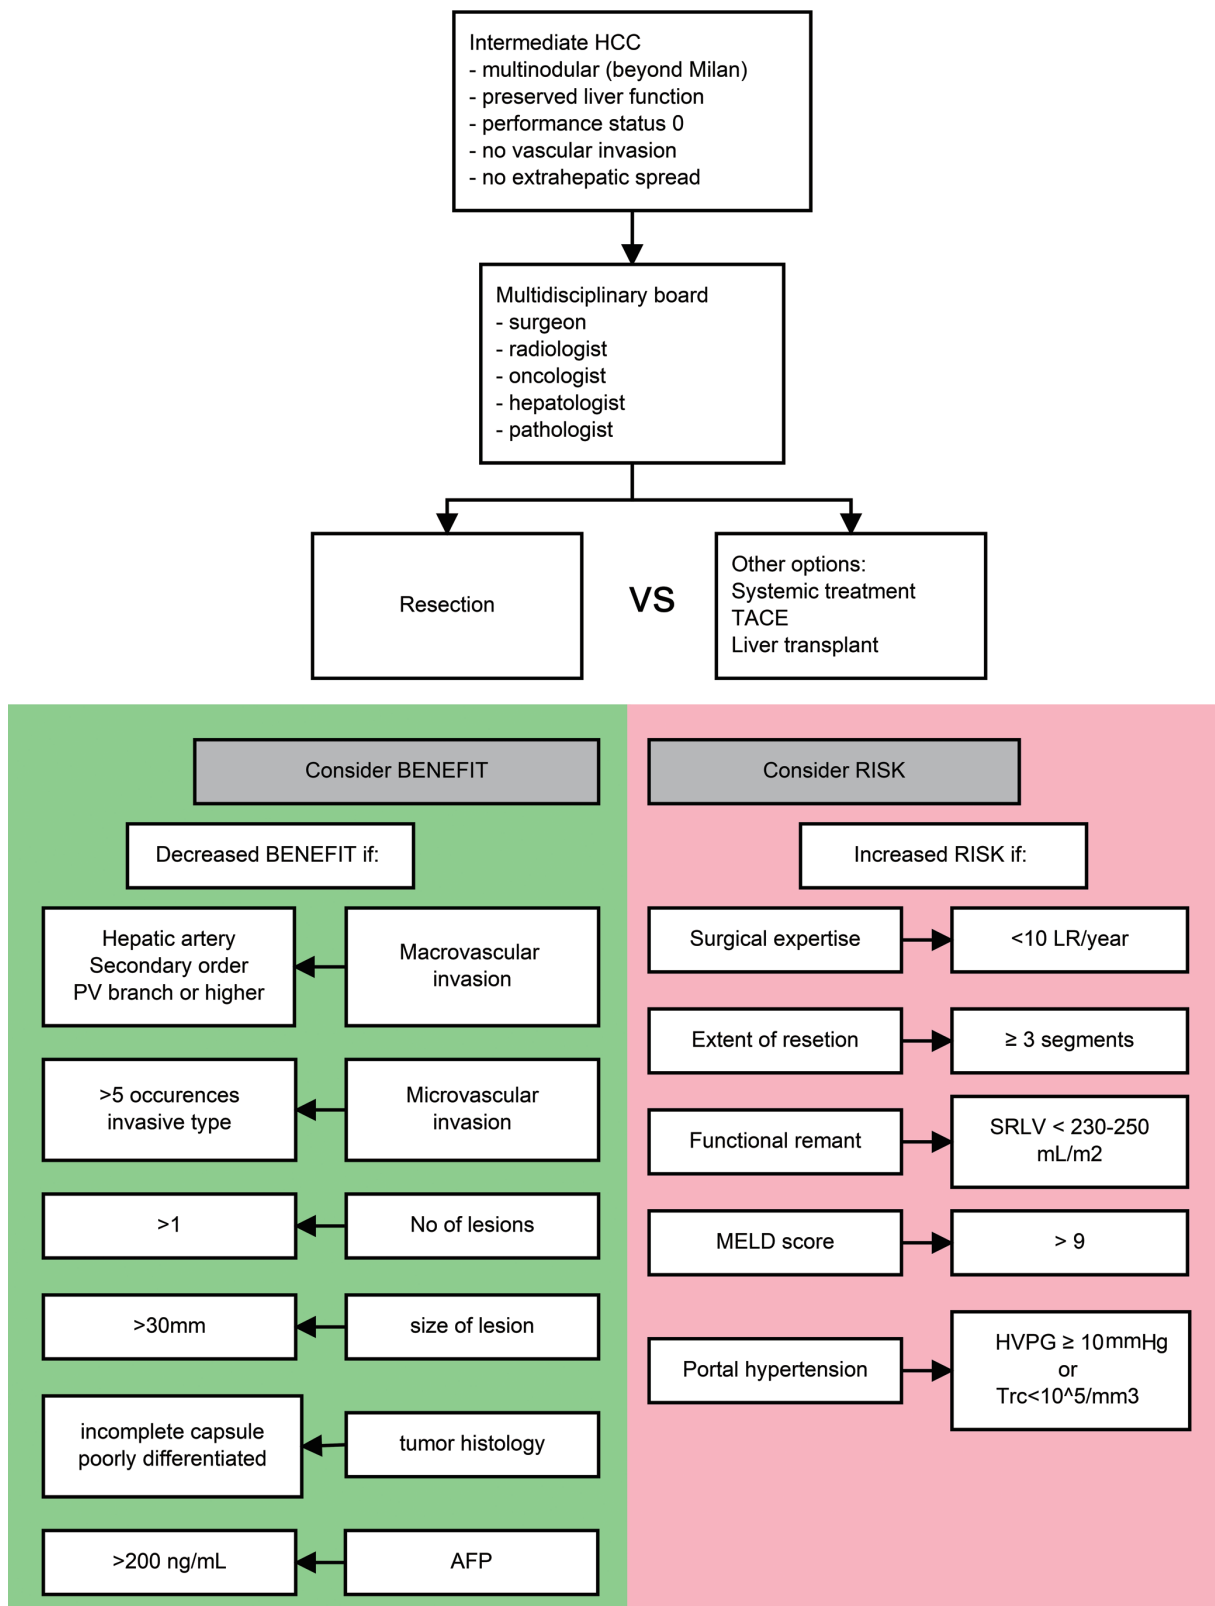 Intermediate HCC
- multinodular (beyond Milan)
- preserved liver function
- performance status 0
- no vascular invasion
- no extrahepatic spread
Multidisciplinary board
- surgeon
- radiologist
- oncologist
- hepatologist
- pathologist
Resection
VS
Other options:
Systemic treatment
TACE
Liver transplant
Consider BENEFIT
Decreased BENEFIT if:
Hepatic artery
Secondary order
PV branch or higher
Macrovascular
invasion
>5 occurences
invasive type
Microvascular
invasion
>1
No of lesions
>30mm
size of lesion
incomplete capsule
poorly differentiated
tumor histology
>200 ng/mL
AFP
Consider RISK
Increased RISK if:
Surgical expertise
<10 LR/year
Extent of resetion
≥ 3 segments
Functional remant
SRLV < 230-250
mL/m2
MELD score
> 9
Portal hypertension
HVPG ≥ 10mmHg
or
Trc<10^5/mm3